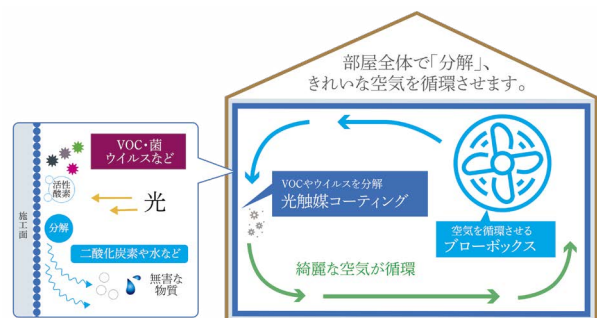 部屋全体で「分解」、
きれいな空気を循環させます。
VOC・菌
ウイルスなど
活性
酸素
光
施工面
分解
二酸化炭素や水など
無害な
物質
VOCやウイルスを分解
光触媒コーティング
空気を循環させる
ブローボックス
綺麗な空気が循環